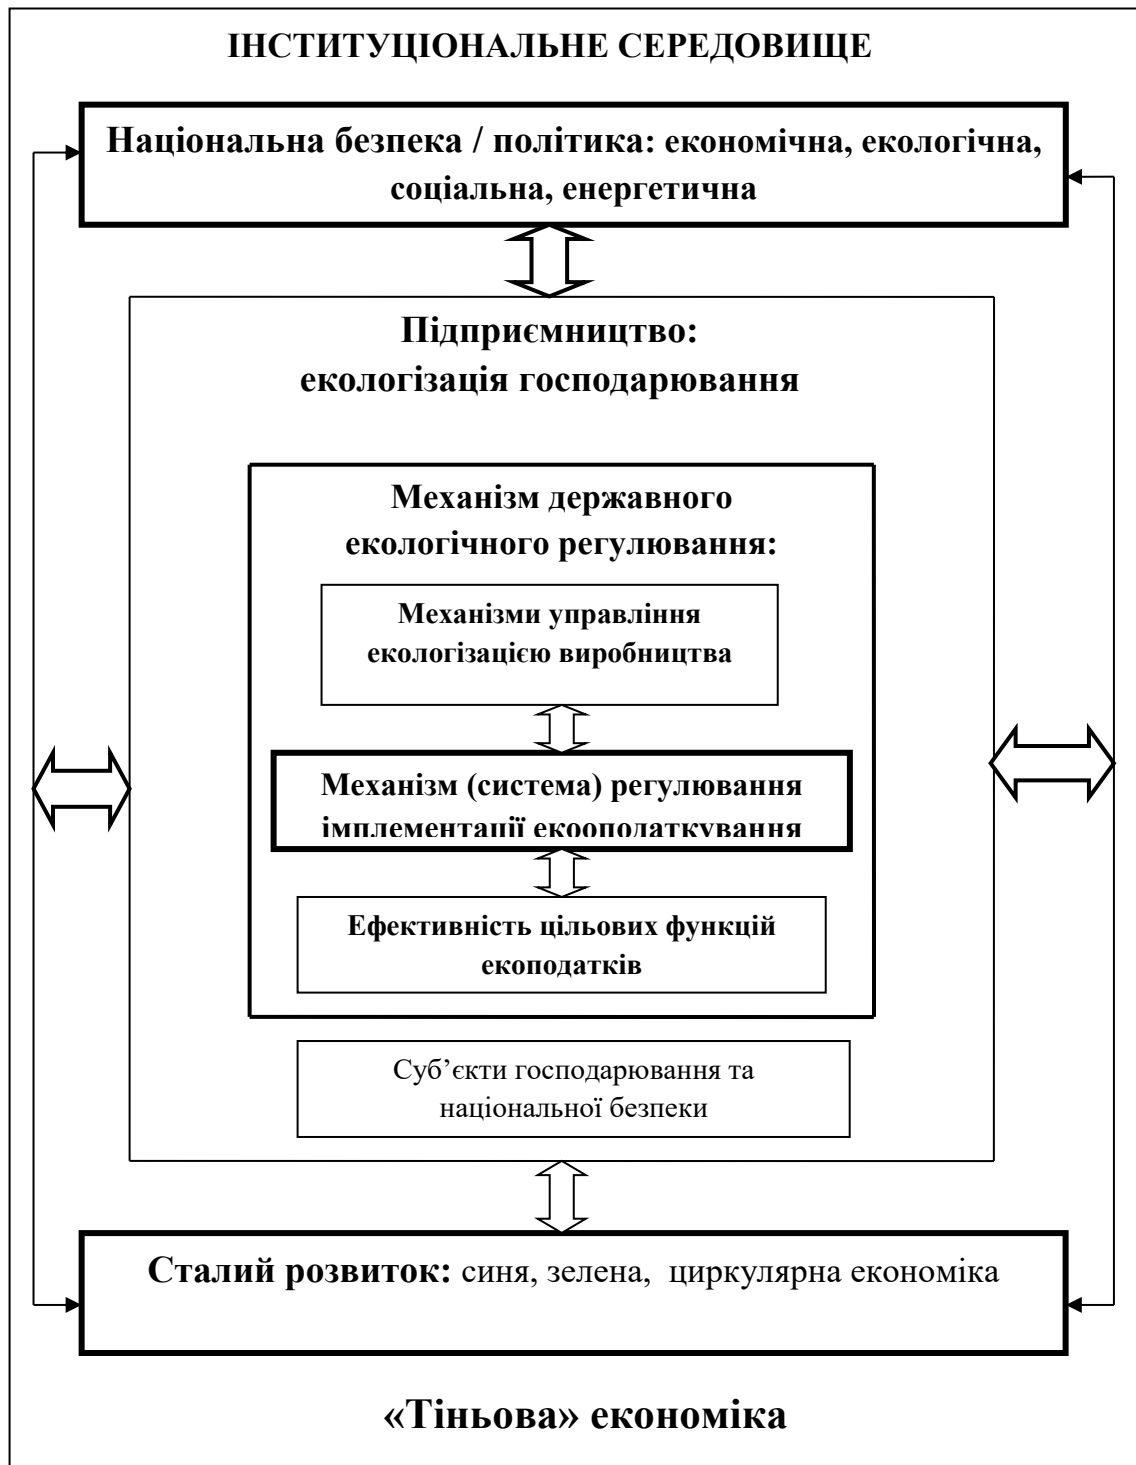 ІНСТИТУЦІОНАЛЬНЕ СЕРЕДОВИЩЕ
Національна безпека / політика: економічна, екологічна,
соціальна, енергетична
Підприємництво:
екологізація господарювання
Механізм державного
екологічного регулювання:
Механізми управління
екологізацією виробництва
Механізм (система) регулювання
імплементації екооподаткування
Ефективність цільових функцій
екоподатків
Суб’єкти господарювання та
національної безпеки
Сталий розвиток: синя, зелена, циркулярна економіка
«Тіньова» економіка